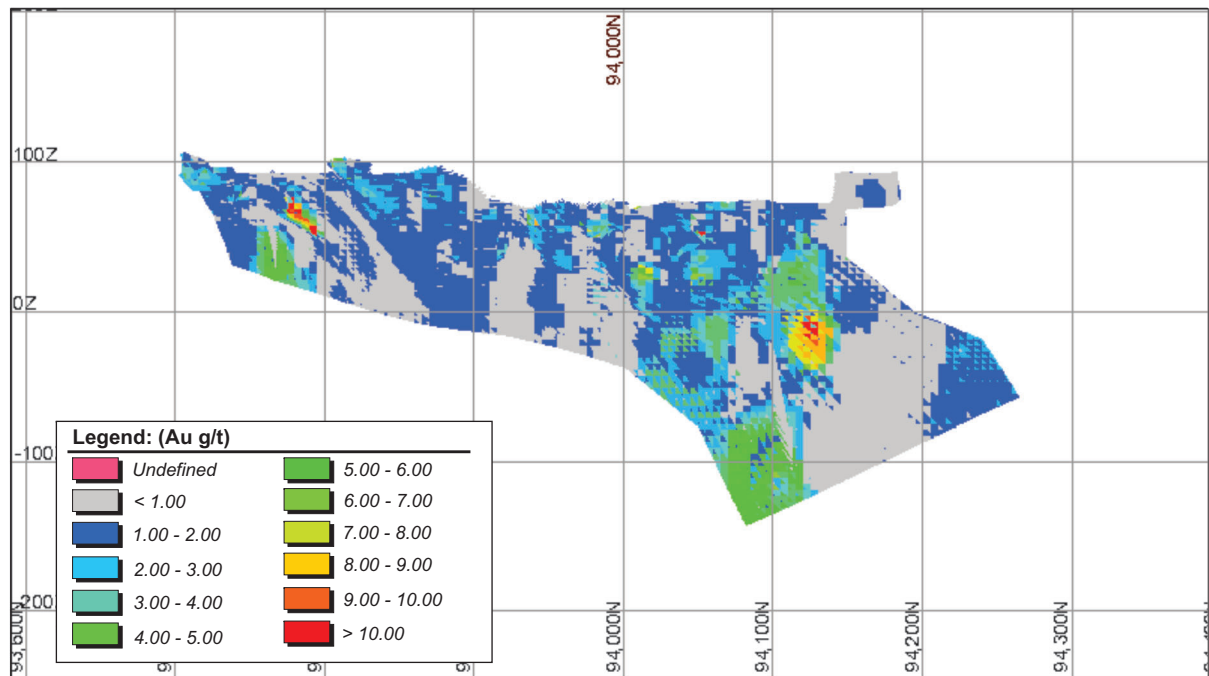 94,000N
100Z
0Z
-100
Legend: (Au g/t)
Undefined
< 1.00
1.00 - 2.00
2.00 - 3.00
3.00 - 4.00
4.00 - 5.00
5.00 - 6.00
6.00 - 7.00
7.00 - 8.00
8.00 - 9.00
9.00 - 10.00
> 10.00
94,000N
94,100N
94,200N
94,300N